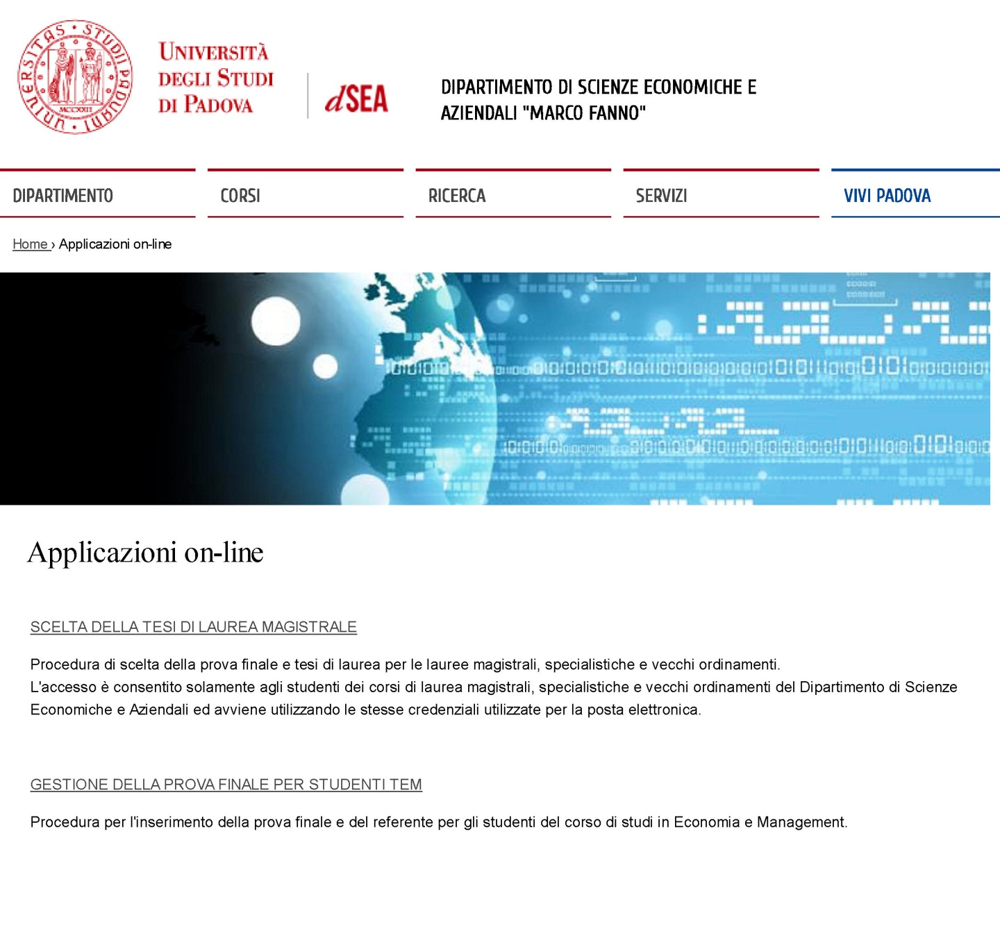 UNIVERSITAS STUDII PADUANI
MCCXXII
UNIVERSITÀ
DEGLI STUDI
DI PADOVA
dSEA
DIPARTIMENTO DI SCIENZE ECONOMICHE E
AZIENDALI "MARCO FANNO"
DIPARTIMENTO
CORSI
RICERCA
SERVIZI
VIVI PADOVA
Home › Applicazioni on-line
Applicazioni on-line
SCELTA DELLA TESI DI LAUREA MAGISTRALE
Procedura di scelta della prova finale e tesi di laurea per le lauree magistrali, specialistiche e vecchi ordinamenti.
L'accesso è consentito solamente agli studenti dei corsi di laurea magistrali, specialistiche e vecchi ordinamenti del Dipartimento di Scienze
Economiche e Aziendali ed avviene utilizzando le stesse credenziali utilizzate per la posta elettronica.
GESTIONE DELLA PROVA FINALE PER STUDENTI TEM
Procedura per l'inserimento della prova finale e del referente per gli studenti del corso di studi in Economia e Management.